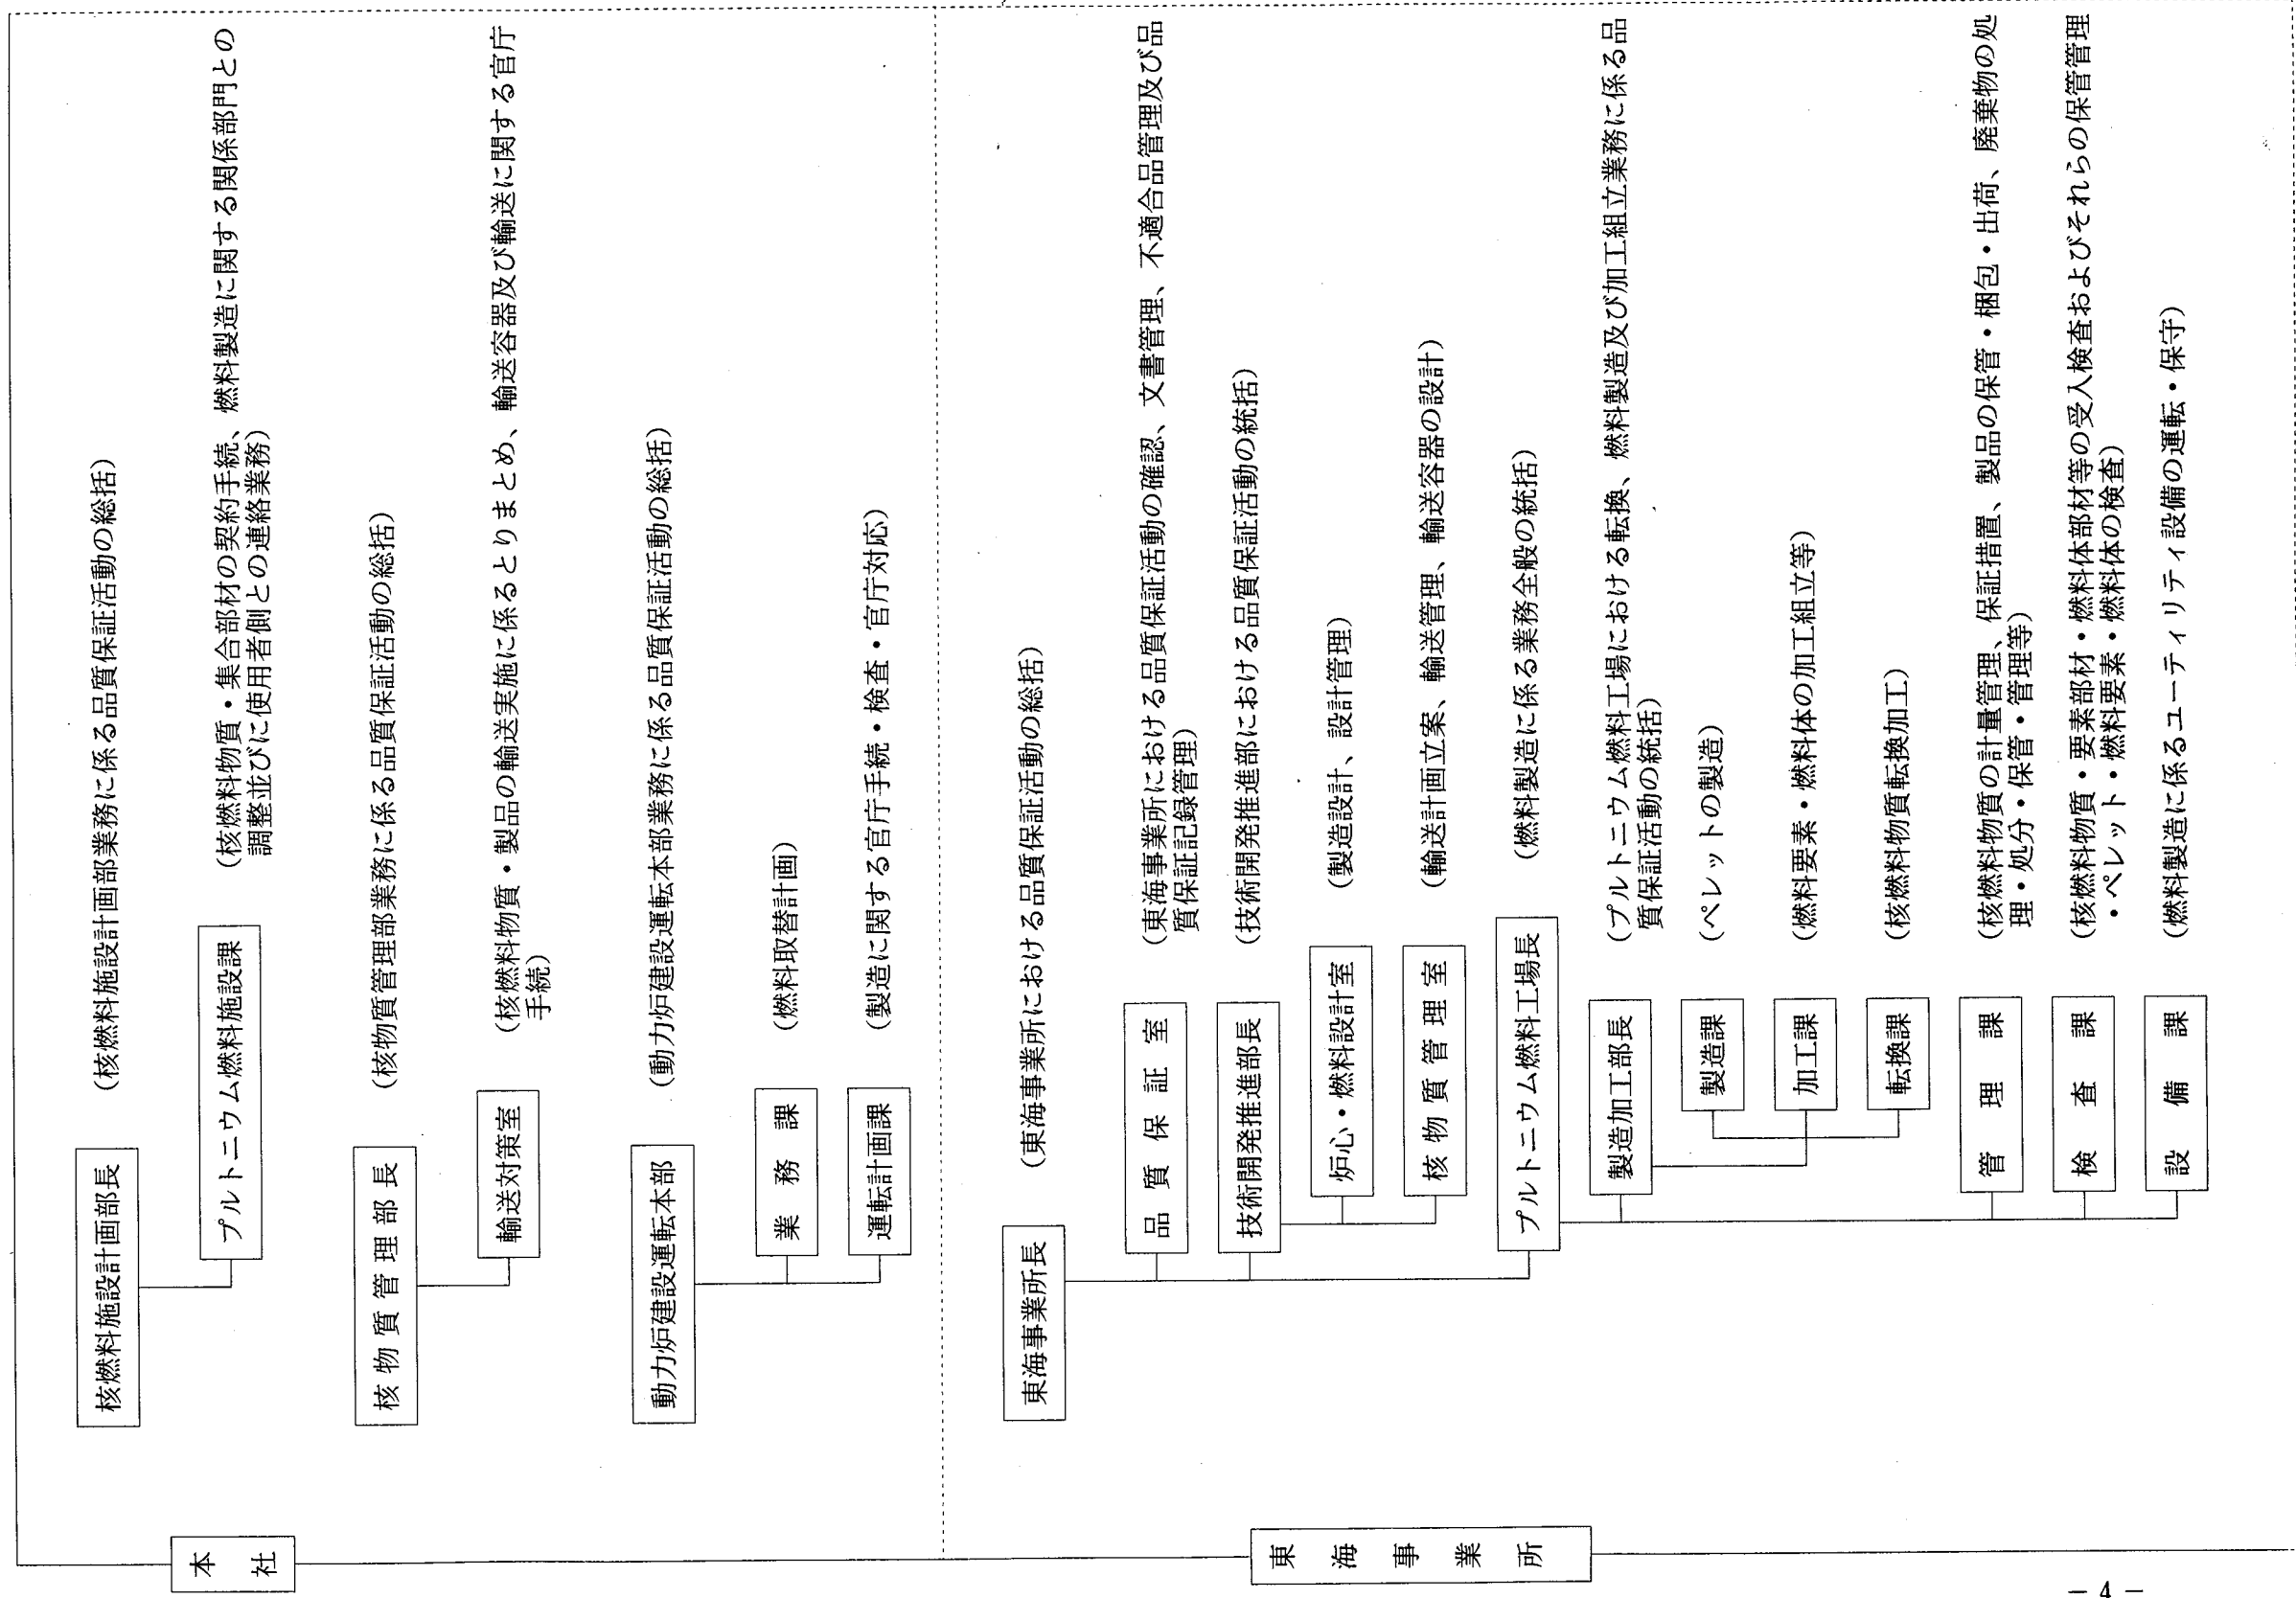 本社
核燃料施設計画部長
(核燃料施設計画部業務に係る品質保証活動の総括)
プルトニウム燃料施設課
(核燃料物質・集合部材の契約手続、燃料製造に関する関係部門との
調整並びに使用者側との連絡業務)
核物質管理部長
(核物質管理部業務に係る品質保証活動の総括)
輸送対策室
(核燃料物質・製品の輸送実施に係るとりまとめ、輸送容器及び輸送に関する官庁
手続)
動力炉建設運転本部
(動力炉建設運転本部業務に係る品質保証活動の総括)
業務課
(燃料取替計画)
運転計画課
(製造に関する官庁手続・検査・官庁対応)
東海事業所
東海事業所長
(東海事業所における品質保証活動の総括)
品質保証室
(東海事業所における品質保証活動の確認、文書管理、不適合品管理及び品
質保証記録管理)
技術開発推進部長
(技術開発推進部における品質保証活動の統括)
炉心・燃料設計室
(製造設計、設計管理)
核物質管理室
(輸送計画立案、輸送管理、輸送容器の設計)
プルトニウム燃料工場長
(燃料製造に係る業務全般の統括)
製造加工部長
(プルトニウム燃料工場における転換、燃料製造及び加工組立業務に係る品
質保証活動の統括)
製造課
(ペレットの製造)
加工課
(燃料要素・燃料体の加工組立等)
転換課
(核燃料物質転換加工)
管理課
(核燃料物質の計量管理、保証措置、製品の保管・梱包・出荷、廃棄物の処
理・処分・保管・管理等)
検査課
(核燃料物質・要素部材・燃料体部材等の受入検査およびそれらの保管管理
・ペレット・燃料要素・燃料体の検査)
設備課
(燃料製造に係るユーティリティ設備の運転・保守)
− 4 −